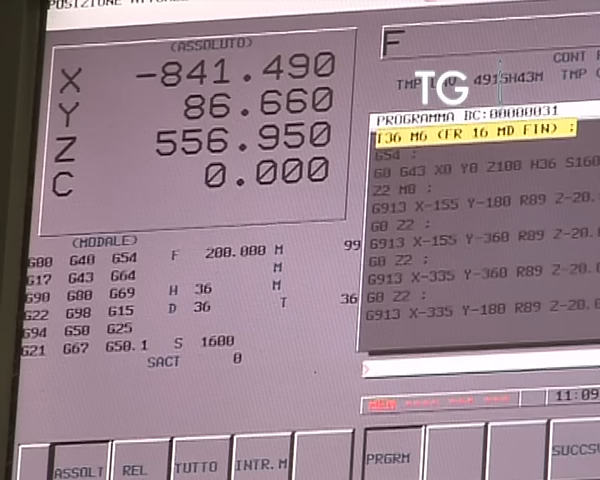 POSIZIONE
(ASSOLUTO)
X -841.490
Y 86.660
Z 556.950
C 0.000
F
CONT
TMP LAV 4915H43M TMP
TG
PROGRAMMA BC:00000031
T36 M6 (FR 16 MD FIN) ;
G54 ;
G0 G43 X0 Y0 Z100 H36 S160
Z2 M8 ;
G913 X-155 Y-180 R89 Z-20.
G0 Z2 ;
G913 X-155 Y-360 R89 Z-20.
G0 Z2 ;
G913 X-335 Y-360 R89 Z-20.
G0 Z2 ;
G913 X-335 Y-180 R89 Z-20.0
(MODALE)
G00 G40 G54 F 200.000 M 99
G17 G43 G64 M
G90 G80 G69 H 36 M
G22 G98 G15 D 36 T 36
G94 G50 G25
G21 G67 G50.1 S 1600
SACT 0
MEM **** *** ***
11:09
ASSOLT REL TUTTO INTR.M PRGRM SUCCS